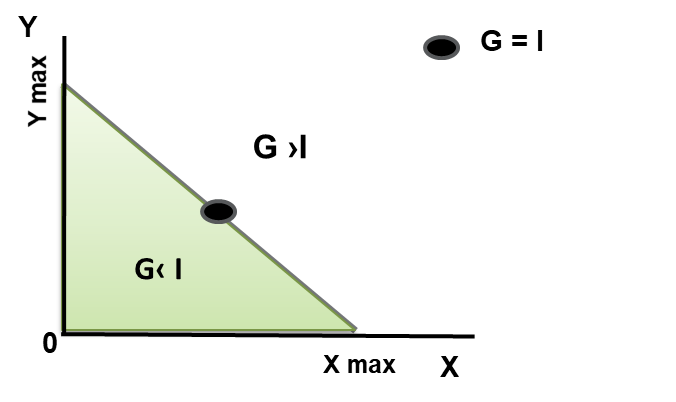 Y
G = I
Y max
G ›I
G‹ I
0
X max
X